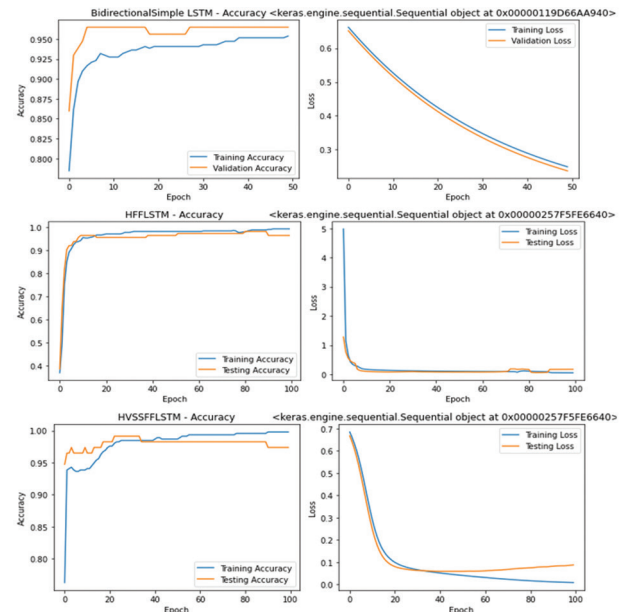 BidirectionalSimple LSTM - Accuracy <keras.engine.sequential.Sequential object at 0x00000119D66AA940>
Accuracy
0.950
0.925
0.900
0.875
0.850
0.825
0.800
Training Accuracy
Validation Accuracy
0 10 20 30 40 50
Epoch
Loss
0.6
0.5
0.4
0.3
Training Loss
Validation Loss
0 10 20 30 40 50
Epoch
HFFLSTM - Accuracy <keras.engine.sequential.Sequential object at 0x00000257F5FE6640>
Accuracy
1.0
0.9
0.8
0.7
0.6
0.5
0.4
Training Accuracy
Testing Accuracy
0 20 40 60 80 100
Epoch
Loss
5
4
3
2
1
0
Training Loss
Testing Loss
0 20 40 60 80 100
Epoch
HVSSFFLSTM - Accuracy <keras.engine.sequential.Sequential object at 0x00000257F5FE6640>
Accuracy
1.00
0.95
0.90
0.85
0.80
Training Accuracy
Testing Accuracy
0 20 40 60 80 100
Epoch
Loss
0.7
0.6
0.5
0.4
0.3
0.2
0.1
0.0
Training Loss
Testing Loss
0 20 40 60 80 100
Epoch